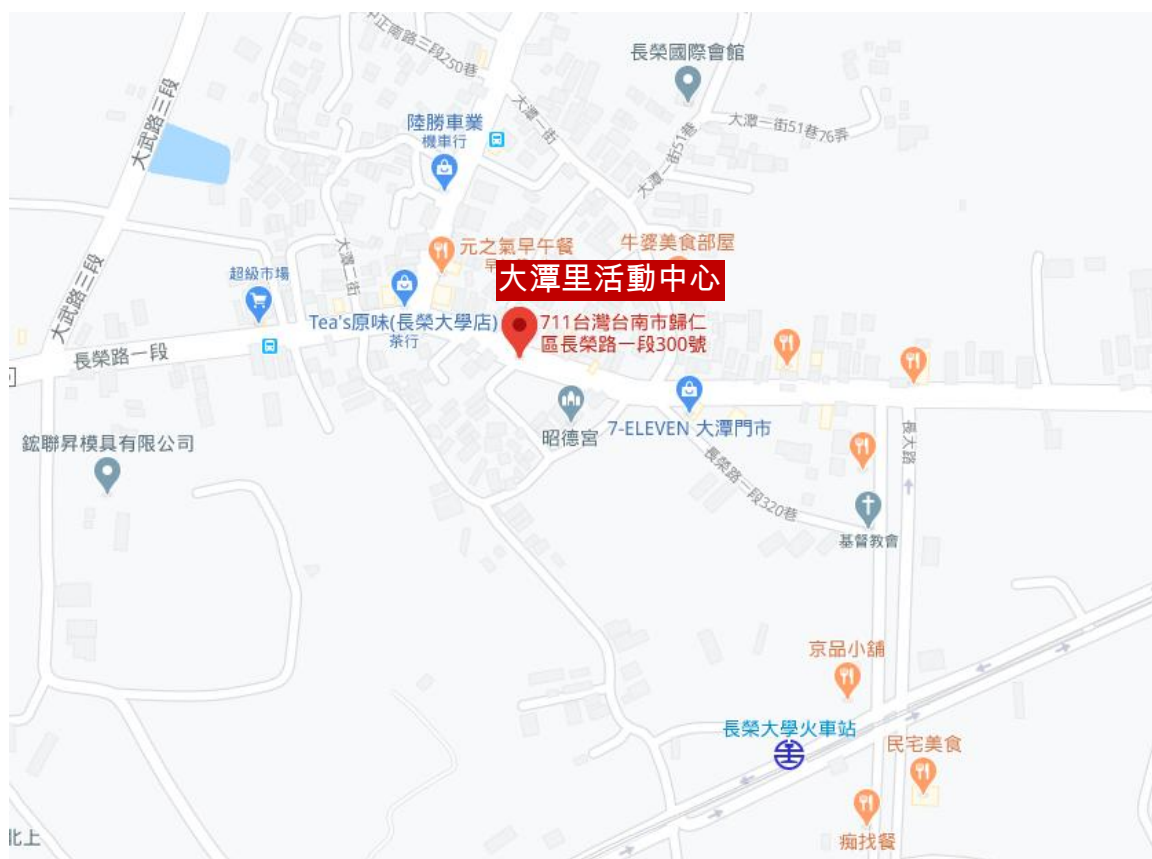 中正南路三段250巷
長榮國際會館
大潭一街
大武路三段
陸勝車業
機車行
大潭一街51巷76弄
大潭一街51巷
元之氣早午餐
牛婆美食部屋
大潭二街
大潭里活動中心
超級市場
大武路三段
Tea's原味(長榮大學店)
茶行
711台灣台南市歸仁
區長榮路一段300號
長榮路一段
鋐聯昇模具有限公司
昭德宮
7-ELEVEN 大潭門市
長大路
長榮路一段320巷
基督教會
京品小舖
長榮大學火車站
民宅美食
痴找餐
北上